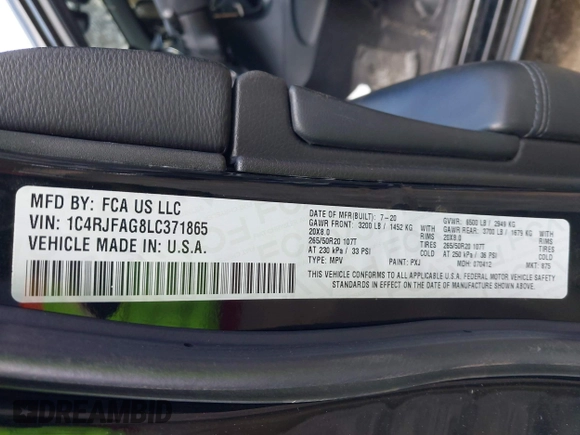 MFD BY: FCA US LLC
VIN: 1C4RJFAG8LC371865
VEHICLE MADE IN: U.S.A.
DATE OF MFR(BUILT) 7-20 GVWR: 6500 LB / 2949 KG
GAWR FRONT: 3200 LB / 1452 KG WITH GAWR REAR: 3700 LB / 1678 KG WITH
20X8.0 TIRES 20X8.0 TIRES
265/50R20 107T RIMS AT 265/50R20 107T RIMS AT
AT 230 kPa / 33 PSI COLD AT 250 kPa / 36 PSI COLD
TYPE: MPV PAINT: PXJ MDH: 070412 MKT: 875
THIS VEHICLE CONFORMS TO ALL APPLICABLE U.S.A. FEDERAL MOTOR VEHICLE SAFETY
STANDARDS IN EFFECT ON THE DATE OF MANUFACTURE SHOWN ABOVE.
DREAMBID